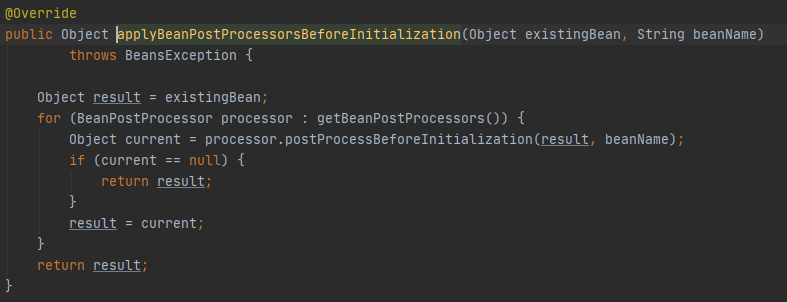 @Override
public Object applyBeanPostProcessorsBeforeInitialization(Object existingBean, String beanName)
        throws BeansException {
    Object result = existingBean;
    for (BeanPostProcessor processor : getBeanPostProcessors()) {
        Object current = processor.postProcessBeforeInitialization(result, beanName);
        if (current == null) {
            return result;
        }
        result = current;
    }
    return result;
}